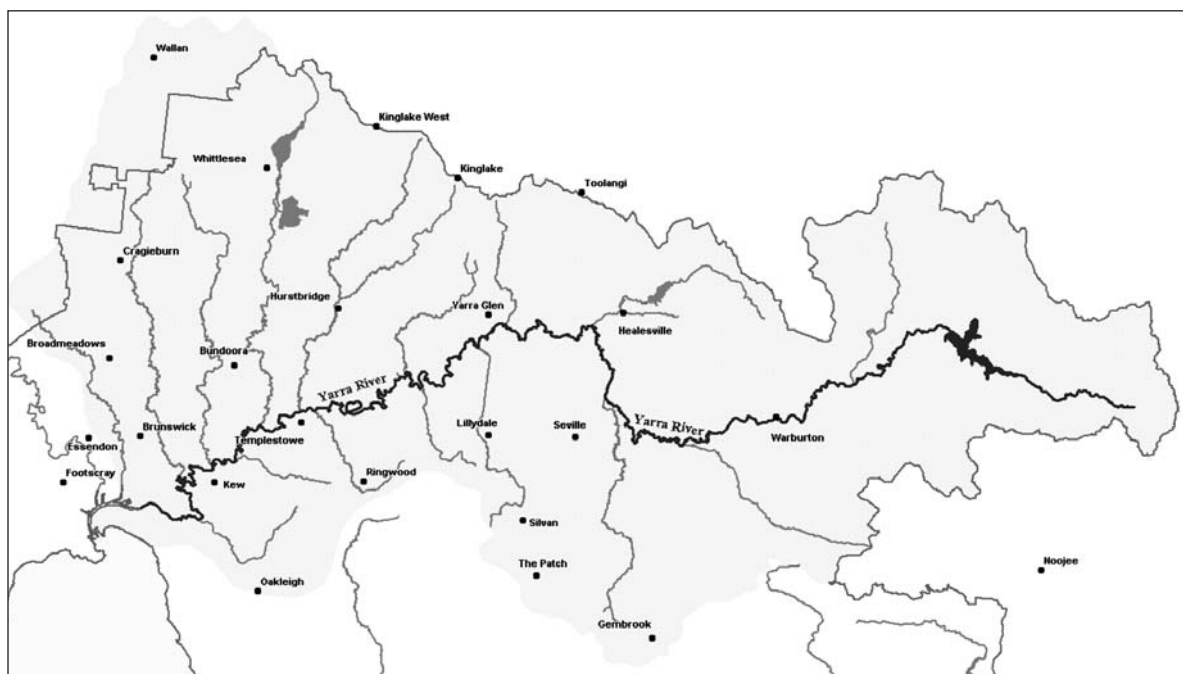 Wallan
Kinglake West
Whittlesea
Kinglake
Toolangi
Cragieburn
Hurstbridge
Yarra Glen
Healesville
Broadmeadows
Bundoora
Yarra River
Yarra River
Brunswick
Essendon
Templestowe
Lillydale
Seville
Warburton
Footscray
Kew
Ringwood
Silvan
The Patch
Noojee
Oakleigh
Gembrook